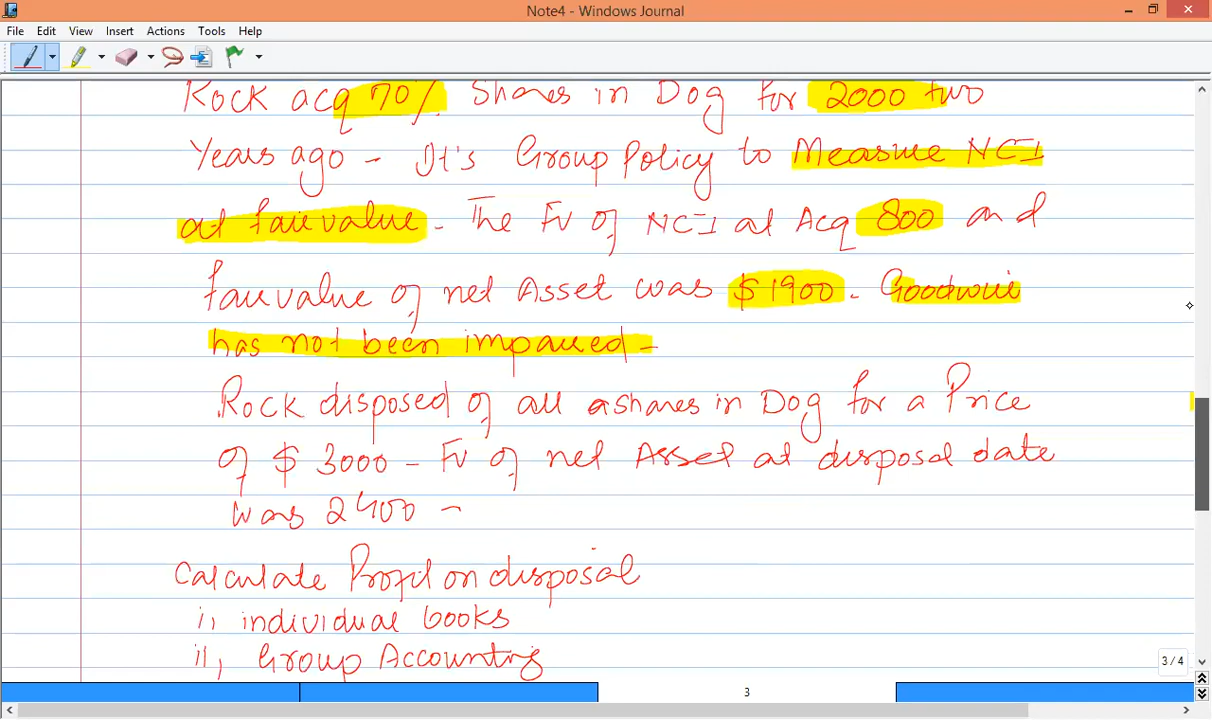 Note4 - Windows Journal
File Edit View Insert Actions Tools Help
Rock acq 70% Shares in Dog for 2000 two
Years ago - It's Group Policy to Measure NCI
at fair value. The Fv of NCI at Acq 800 and
fair value of net Asset was $1900. Goodwill
has not been impaired -
Rock disposed of all shares in Dog for a Price
of $ 3000 - Fv of net Asset at disposal date
was 2400 -
Calculate Profit on disposal
i, individual books
ii, Group Accounting
3/4
3